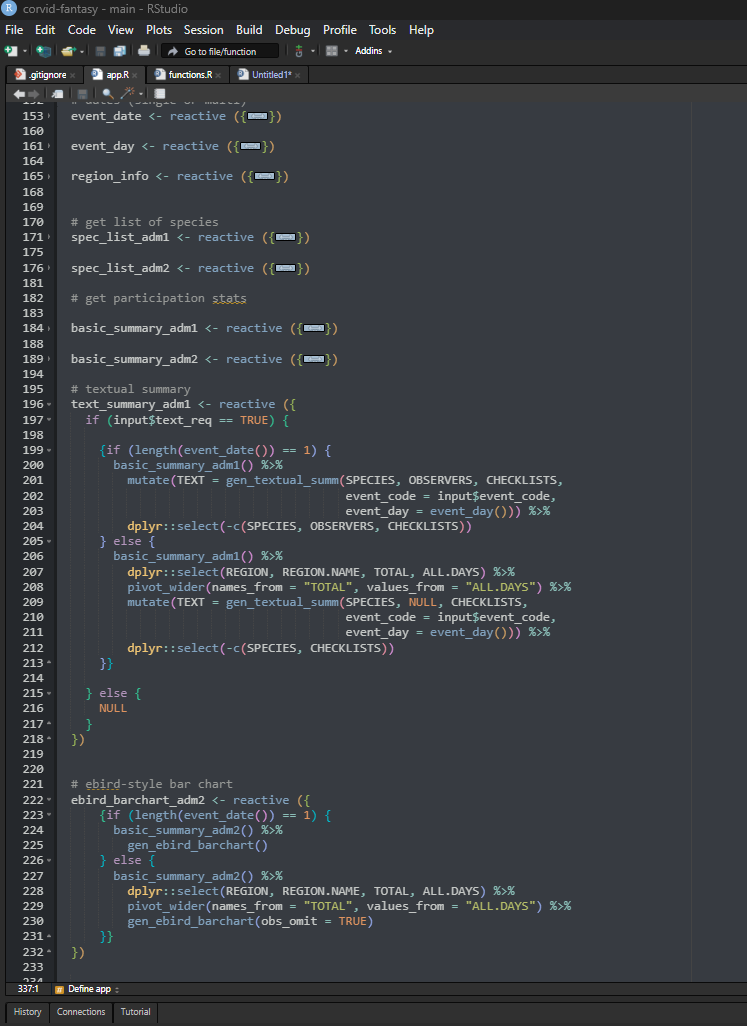 corvid-fantasy - main - RStudio
File Edit Code View Plots Session Build Debug Profile Tools Help
Go to file/function Addins
.gitignore app.R functions.R Untitled1*
152 # dates (single or multi)
153 event_date <- reactive ({ })
160
161 event_day <- reactive ({ })
164
165 region_info <- reactive ({ })
168
169
170 # get list of species
171 spec_list_adm1 <- reactive ({ })
175
176 spec_list_adm2 <- reactive ({ })
181
182 # get participation stats
183
184 basic_summary_adm1 <- reactive ({ })
188
189 basic_summary_adm2 <- reactive ({ })
194
195 # textual summary
196 text_summary_adm1 <- reactive ({
197 if (input$text_req == TRUE) {
198
199 {if (length(event_date()) == 1) {
200 basic_summary_adm1() %>%
201 mutate(TEXT = gen_textual_summ(SPECIES, OBSERVERS, CHECKLISTS,
202 event_code = input$event_code,
203 event_day = event_day())) %>%
204 dplyr::select(-c(SPECIES, OBSERVERS, CHECKLISTS))
205 } else {
206 basic_summary_adm1() %>%
207 dplyr::select(REGION, REGION.NAME, TOTAL, ALL.DAYS) %>%
208 pivot_wider(names_from = "TOTAL", values_from = "ALL.DAYS") %>%
209 mutate(TEXT = gen_textual_summ(SPECIES, NULL, CHECKLISTS,
210 event_code = input$event_code,
211 event_day = event_day())) %>%
212 dplyr::select(-c(SPECIES, CHECKLISTS))
213 }}
214
215 } else {
216 NULL
217 }
218 })
219
220
221 # ebird-style bar chart
222 ebird_barchart_adm2 <- reactive ({
223 {if (length(event_date()) == 1) {
224 basic_summary_adm2() %>%
225 gen_ebird_barchart()
226 } else {
227 basic_summary_adm2() %>%
228 dplyr::select(REGION, REGION.NAME, TOTAL, ALL.DAYS) %>%
229 pivot_wider(names_from = "TOTAL", values_from = "ALL.DAYS") %>%
230 gen_ebird_barchart(obs_omit = TRUE)
231 }}
232 })
233
234
337:1 # Define app
History Connections Tutorial